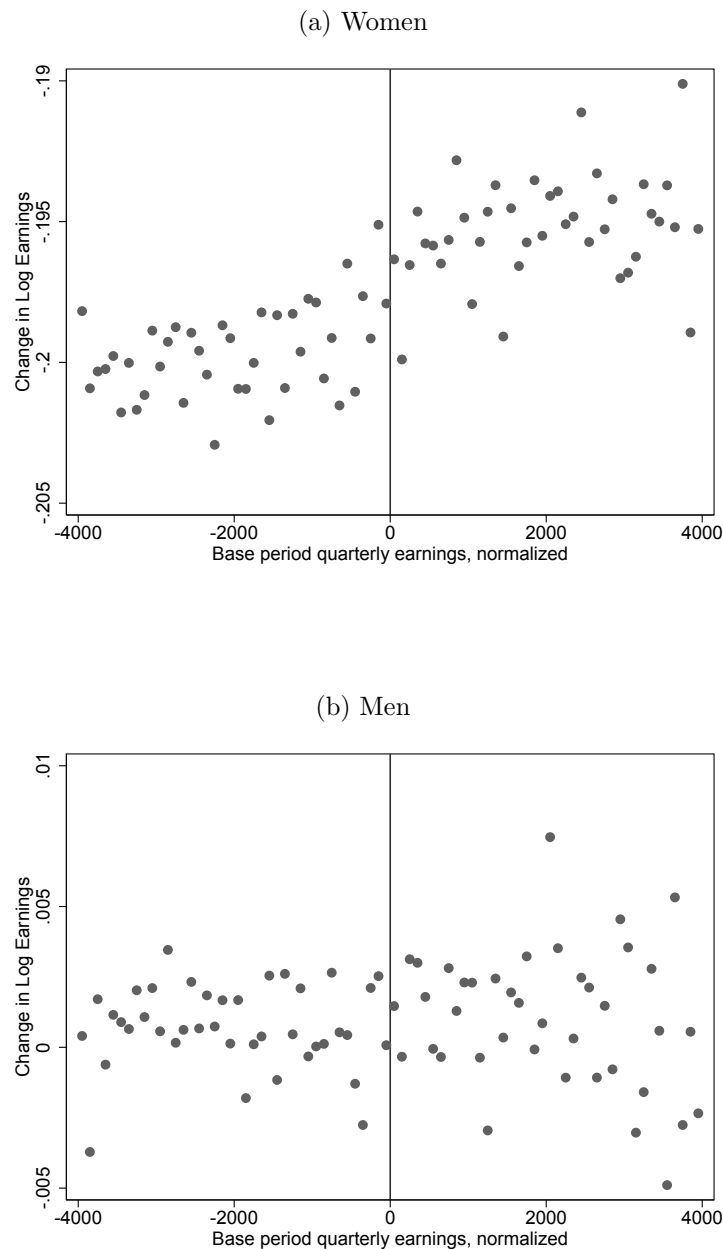 (a) Women
-.19
-.195
-.2
-.205
Change in Log Earnings
-4000 -2000 0 2000 4000
Base period quarterly earnings, normalized
(b) Men
.01
.005
0
-.005
Change in Log Earnings
-4000 -2000 0 2000 4000
Base period quarterly earnings, normalized